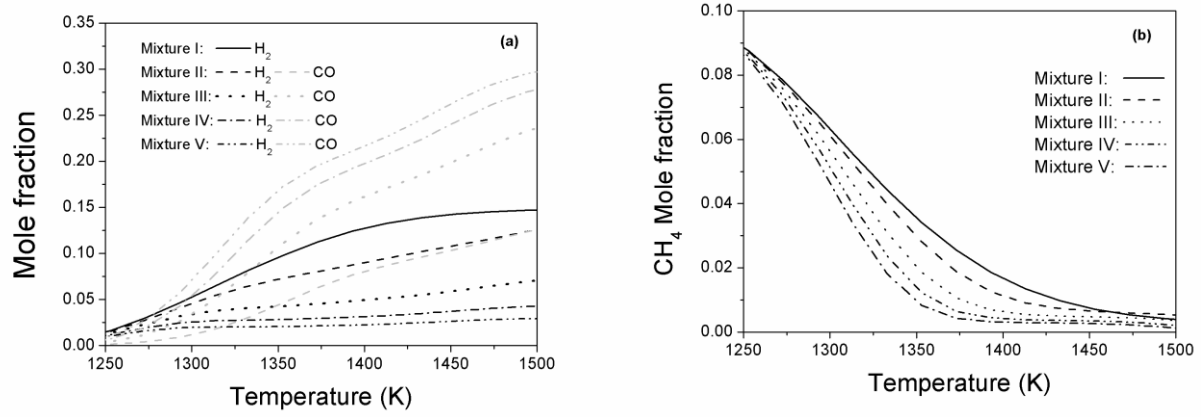 (a)
Mixture I: H2
Mixture II: H2 CO
Mixture III: H2 CO
Mixture IV: H2 CO
Mixture V: H2 CO
Mole fraction
0.35
0.30
0.25
0.20
0.15
0.10
0.05
0.00
1250 1300 1350 1400 1450 1500
Temperature (K)
(b)
Mixture I:
Mixture II:
Mixture III:
Mixture IV:
Mixture V:
CH4 Mole fraction
0.10
0.08
0.06
0.04
0.02
0.00
1250 1300 1350 1400 1450 1500
Temperature (K)